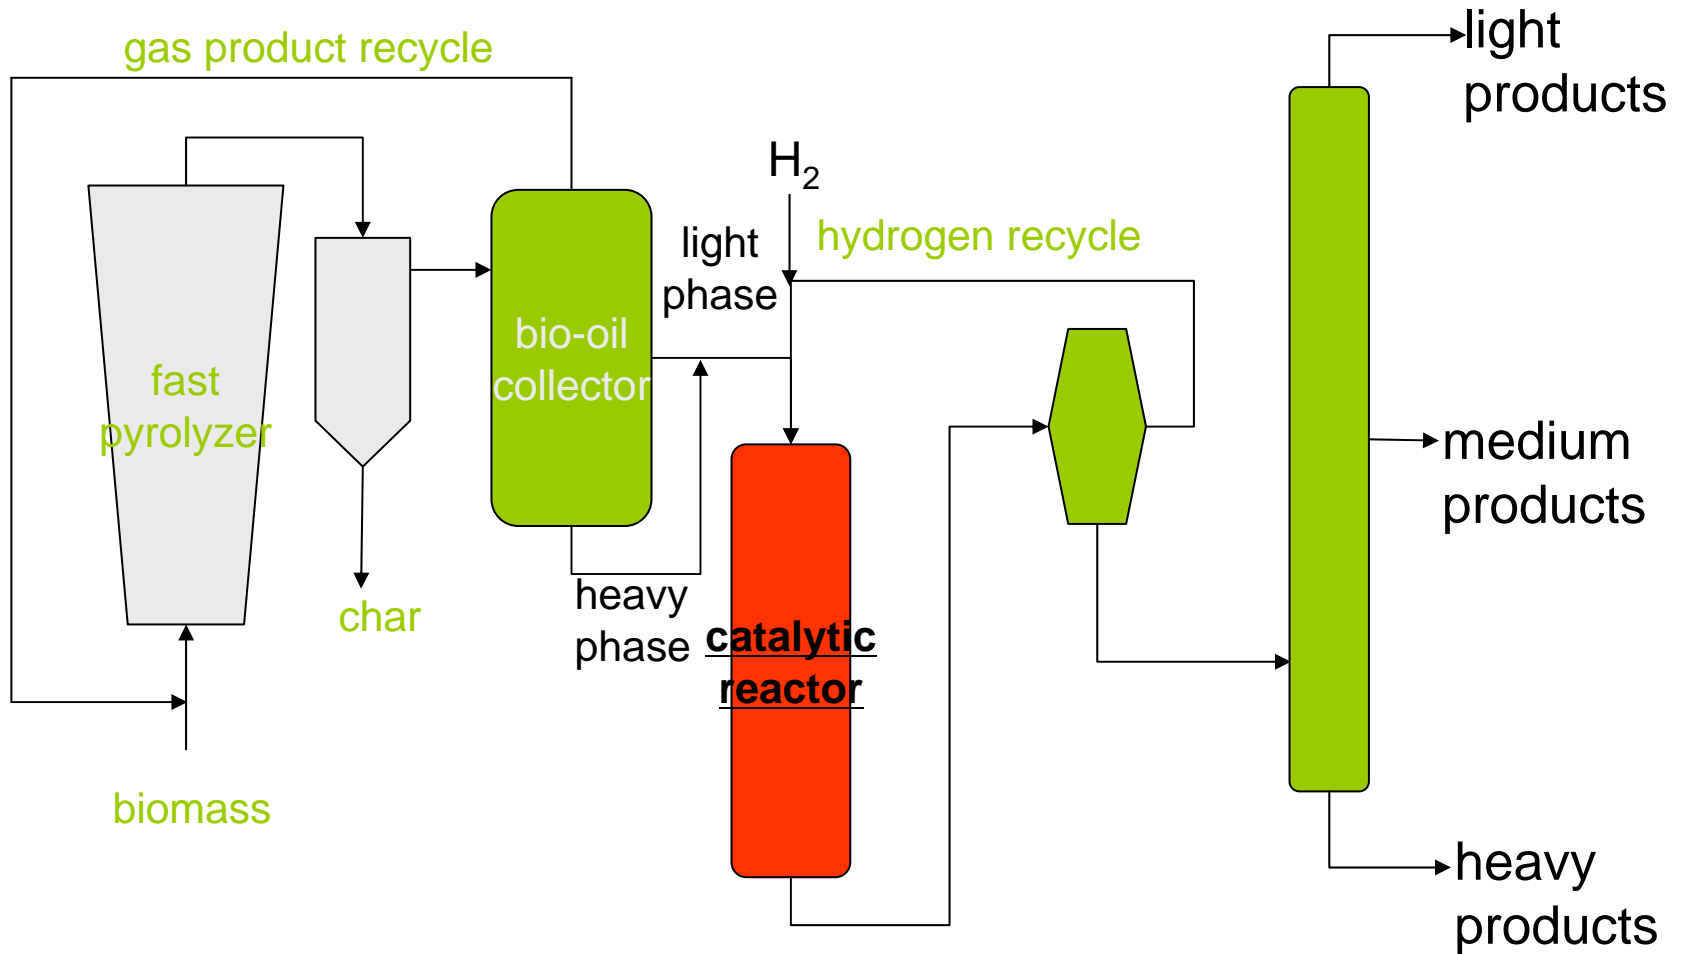 gas product recycle
light
products
H₂
light
phase
hydrogen recycle
bio-oil
collector
fast
pyrolyzer
medium
products
char
heavy
phase
catalytic
reactor
biomass
heavy
products